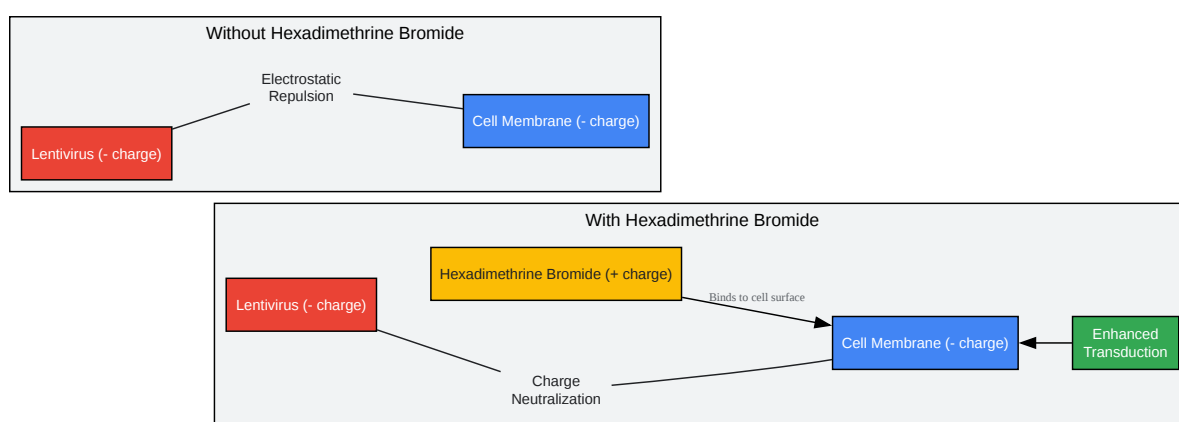 Without Hexadimethrine Bromide
Electrostatic
Repulsion
Cell Membrane (- charge)
Lentivirus (- charge)
With Hexadimethrine Bromide
Hexadimethrine Bromide (+ charge)
Lentivirus (- charge)
Binds to cell surface
Cell Membrane (- charge)
Enhanced
Transduction
Charge
Neutralization